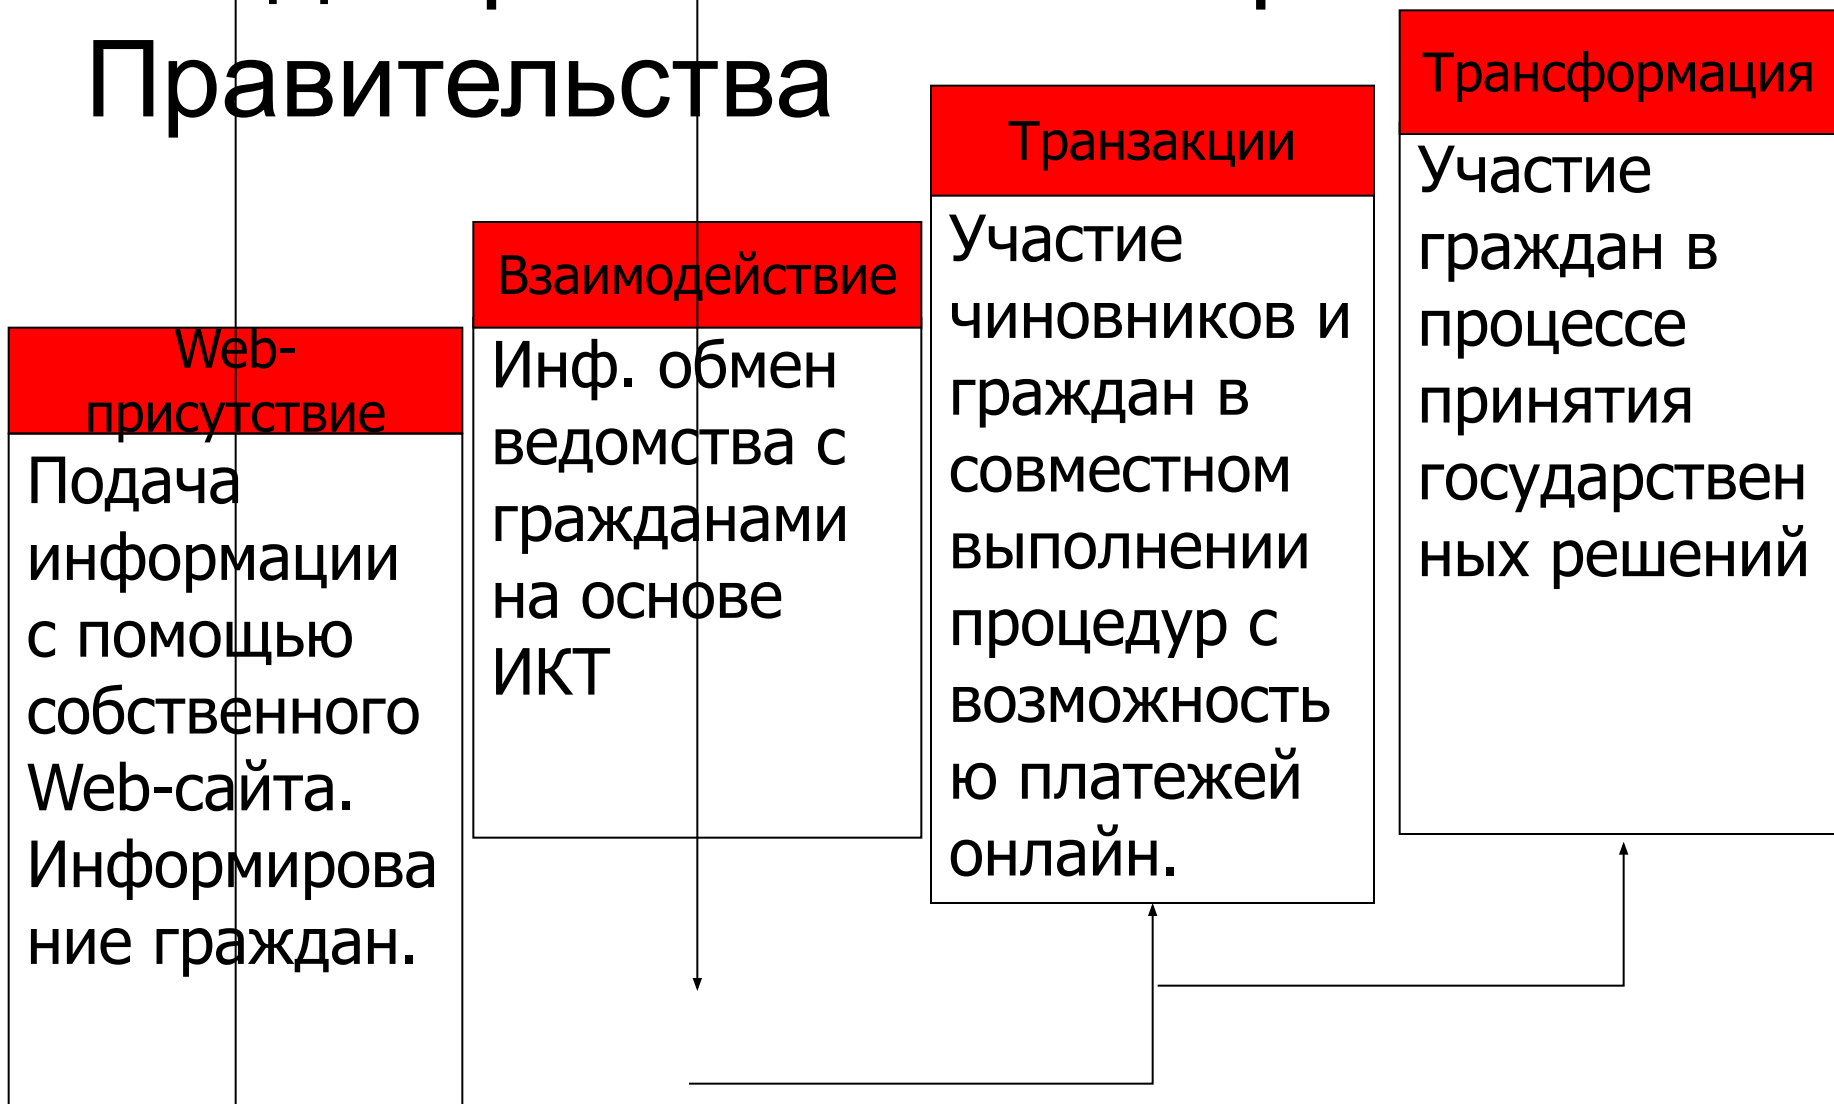 Правительства
Web-
присутствие
Подача
информации
с помощью
собственного
Web-сайта.
Информирова
ние граждан.
Взаимодействие
Инф. обмен
ведомства с
гражданами
на основе
ИКТ
Транзакции
Участие
чиновников и
граждан в
совместном
выполнении
процедур с
возможность
ю платежей
онлайн.
Трансформация
Участие
граждан в
процессе
принятия
государствен
ных решений